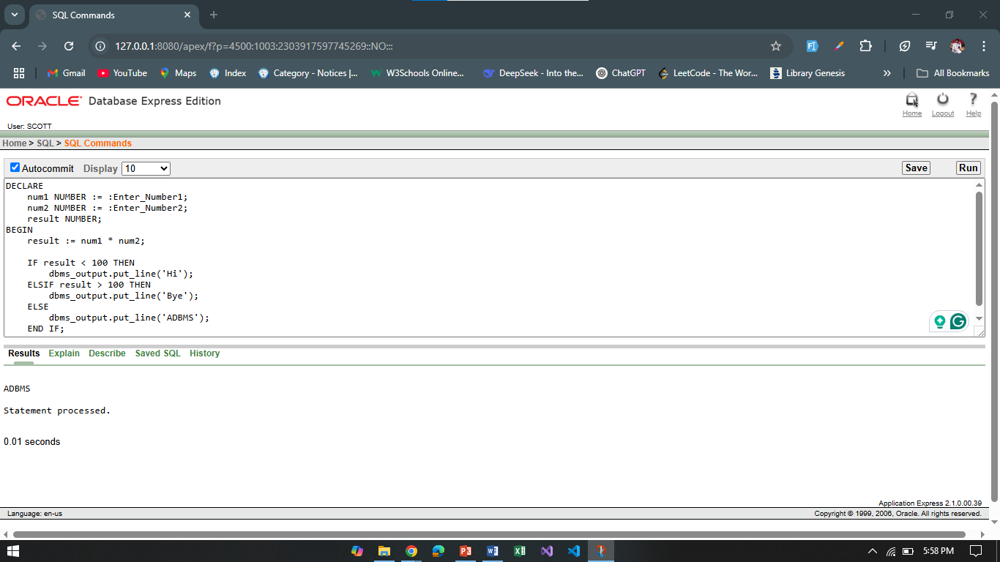 SQL Commands
127.0.0.1:8080/apex/f?p=4500:1003:2303917597745269::NO:::
Gmail YouTube Maps Index Category - Notices |... W3Schools Online... DeepSeek - Into the... ChatGPT LeetCode - The Wor... Library Genesis » All Bookmarks
ORACLE Database Express Edition
Home Logout Help
User: SCOTT
Home > SQL > SQL Commands
Autocommit Display 10 Save Run
DECLARE
num1 NUMBER := :Enter_Number1;
num2 NUMBER := :Enter_Number2;
result NUMBER;
BEGIN
result := num1 * num2;
IF result < 100 THEN
dbms_output.put_line('Hi');
ELSIF result > 100 THEN
dbms_output.put_line('Bye');
ELSE
dbms_output.put_line('ADBMS');
END IF;
Results Explain Describe Saved SQL History
ADBMS
Statement processed.
0.01 seconds
Application Express 2.1.0.00.39
Language: en-us Copyright © 1999, 2006, Oracle. All rights reserved.
5:58 PM